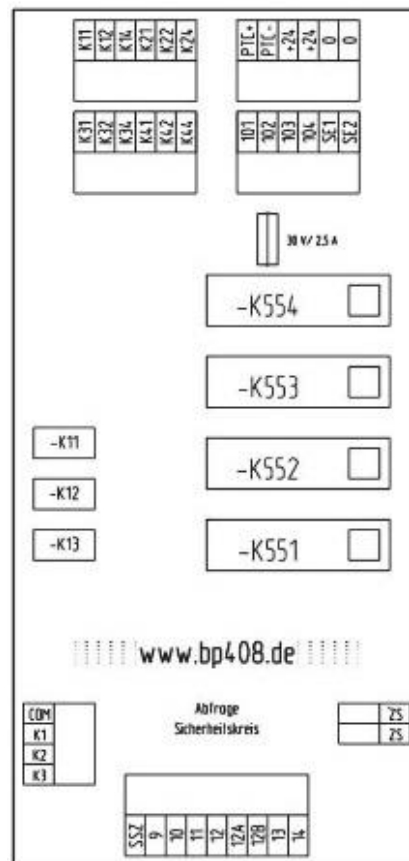 K11 K12 K14 K21 K22 K24
PTC+ PTC- +24 +24 0 0
K31 K32 K34 K41 K42 K44
101 102 103 104 SE1 SE2
30 V/ 2.5 A
-K554
-K553
-K11
-K552
-K12
-K13
-K551
www.bp408.de
COM
K1
K2
K3
Abfrage
Sicherheitskreis
ZS
ZS
SSZ 9 10 11 12 12A 12B 13 14